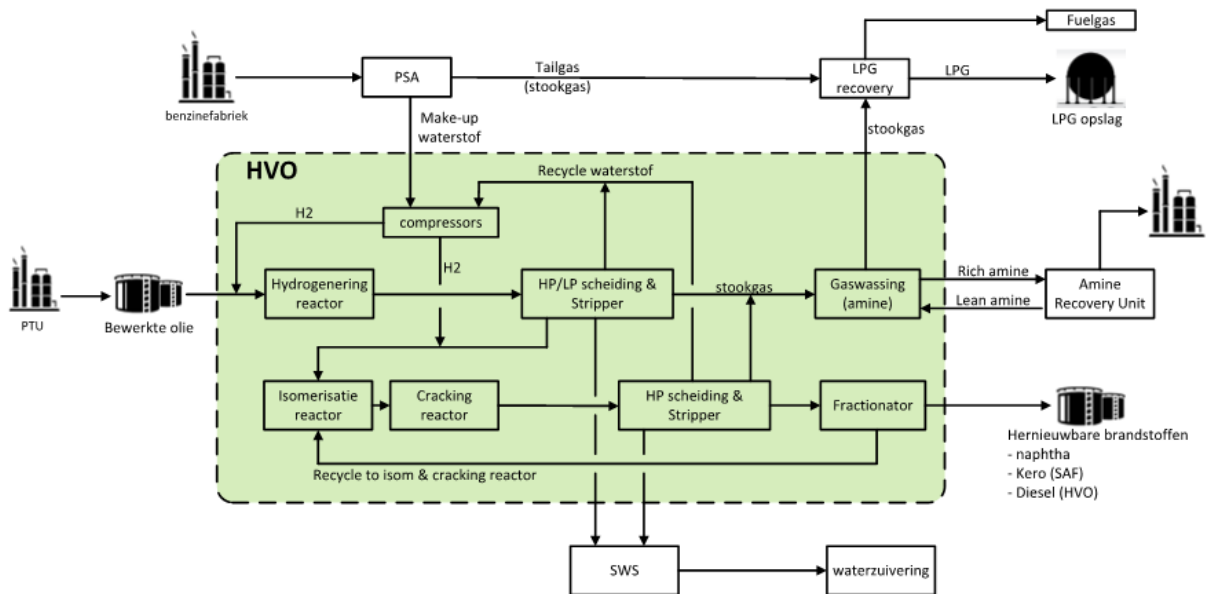 Fuelgas
PSA
Tailgas
(stookgas)
LPG
recovery
LPG
benzinefabriek
LPG opslag
Make-up
waterstof
stookgas
HVO
Recycle waterstof
H2
compressors
H2
Hydrogenering
reactor
HP/LP scheiding &
Stripper
stookgas
Gaswassing
(amine)
Rich amine
Lean amine
Amine
Recovery Unit
PTU
Bewerkte olie
Isomerisatie
reactor
Cracking
reactor
HP scheiding &
Stripper
Fractionator
Hernieuwbare brandstoffen
- naphtha
- Kero (SAF)
- Diesel (HVO)
Recycle to isom & cracking reactor
SWS
waterzuivering